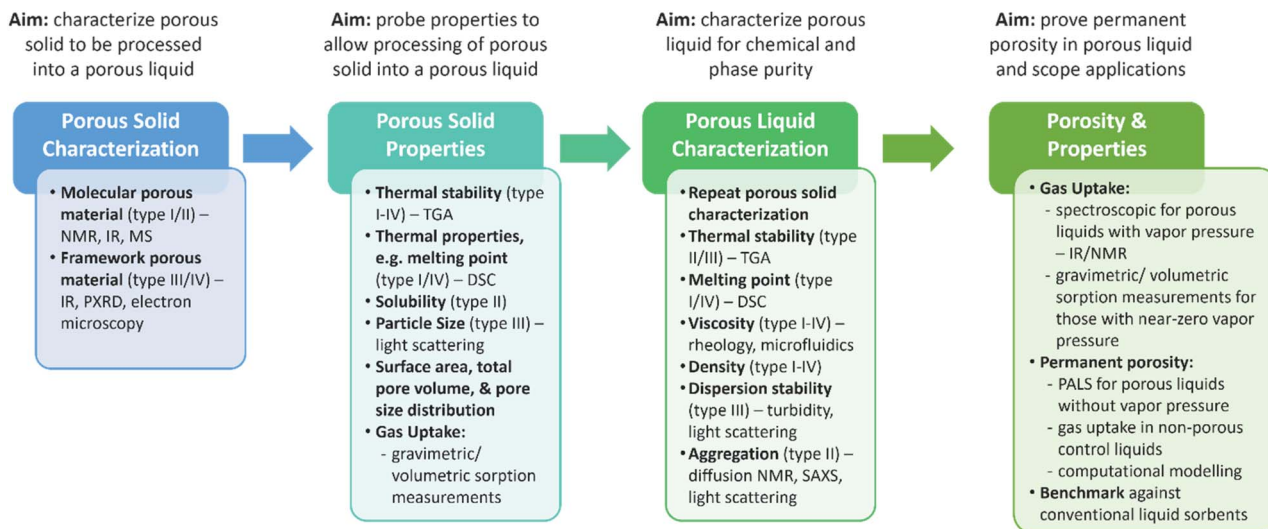 Aim: characterize porous
solid to be processed
into a porous liquid
Porous Solid
Characterization
• Molecular porous
material (type I/II) –
NMR, IR, MS
• Framework porous
material (type III/IV) –
IR, PXRD, electron
microscopy
Aim: probe properties to
allow processing of porous
solid into a porous liquid
Porous Solid
Properties
• Thermal stability (type
I-IV) – TGA
• Thermal properties,
e.g. melting point
(type I/IV) – DSC
• Solubility (type II)
• Particle Size (type III) –
light scattering
• Surface area, total
pore volume, & pore
size distribution
• Gas Uptake:
- gravimetric/
volumetric sorption
measurements
Aim: characterize porous
liquid for chemical and
phase purity
Porous Liquid
Characterization
• Repeat porous solid
characterization
• Thermal stability (type
II/III) – TGA
• Melting point (type
I/IV) – DSC
• Viscosity (type I-IV) –
rheology, microfluidics
• Density (type I-IV)
• Dispersion stability
(type III) – turbidity,
light scattering
• Aggregation (type II) –
diffusion NMR, SAXS,
light scattering
Aim: prove permanent
porosity in porous liquid
and scope applications
Porosity &
Properties
• Gas Uptake:
- spectroscopic for porous
liquids with vapor pressure
– IR/NMR
- gravimetric/ volumetric
sorption measurements for
those with near-zero vapor
pressure
• Permanent porosity:
- PALS for porous liquids
without vapor pressure
- gas uptake in non-porous
control liquids
- computational modelling
• Benchmark against
conventional liquid sorbents